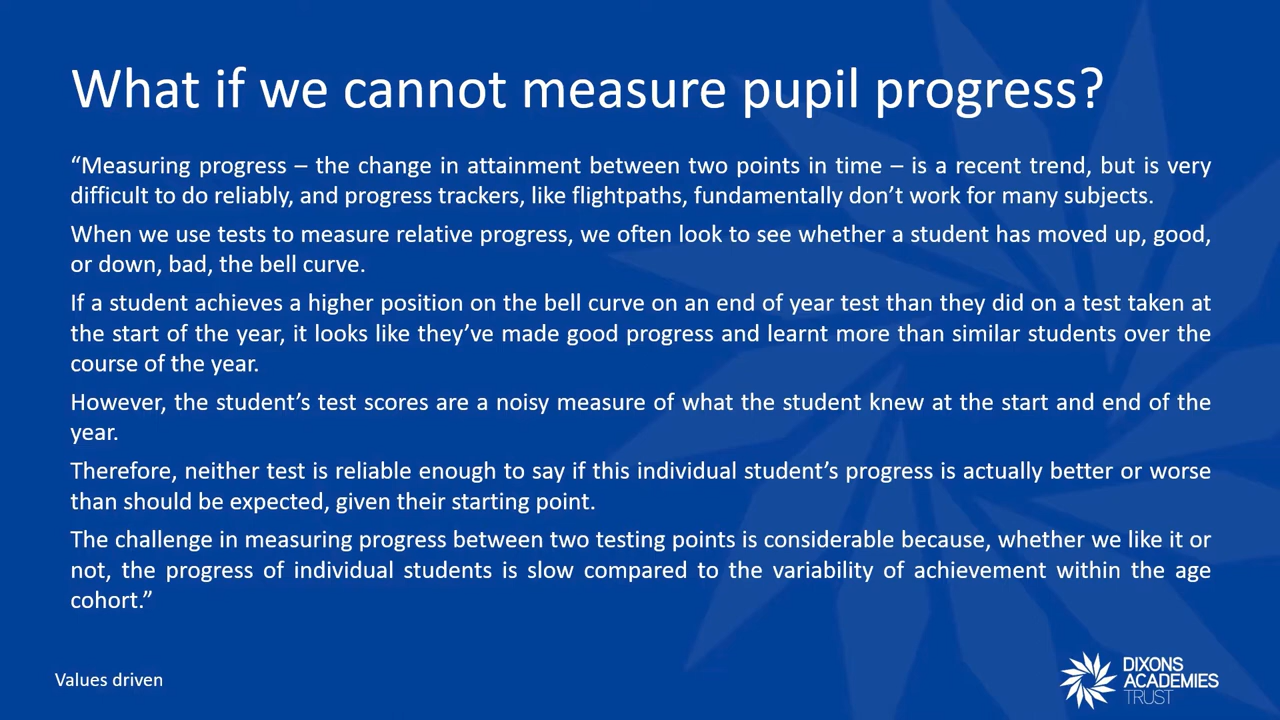 What if we cannot measure pupil progress?
“Measuring progress – the change in attainment between two points in time – is a recent trend, but is very
difficult to do reliably, and progress trackers, like flightpaths, fundamentally don’t work for many subjects.
When we use tests to measure relative progress, we often look to see whether a student has moved up, good,
or down, bad, the bell curve.
If a student achieves a higher position on the bell curve on an end of year test than they did on a test taken at
the start of the year, it looks like they’ve made good progress and learnt more than similar students over the
course of the year.
However, the student’s test scores are a noisy measure of what the student knew at the start and end of the
year.
Therefore, neither test is reliable enough to say if this individual student’s progress is actually better or worse
than should be expected, given their starting point.
The challenge in measuring progress between two testing points is considerable because, whether we like it or
not, the progress of individual students is slow compared to the variability of achievement within the age
cohort.”
Values driven
DIXONS
ACADEMIES
TRUST